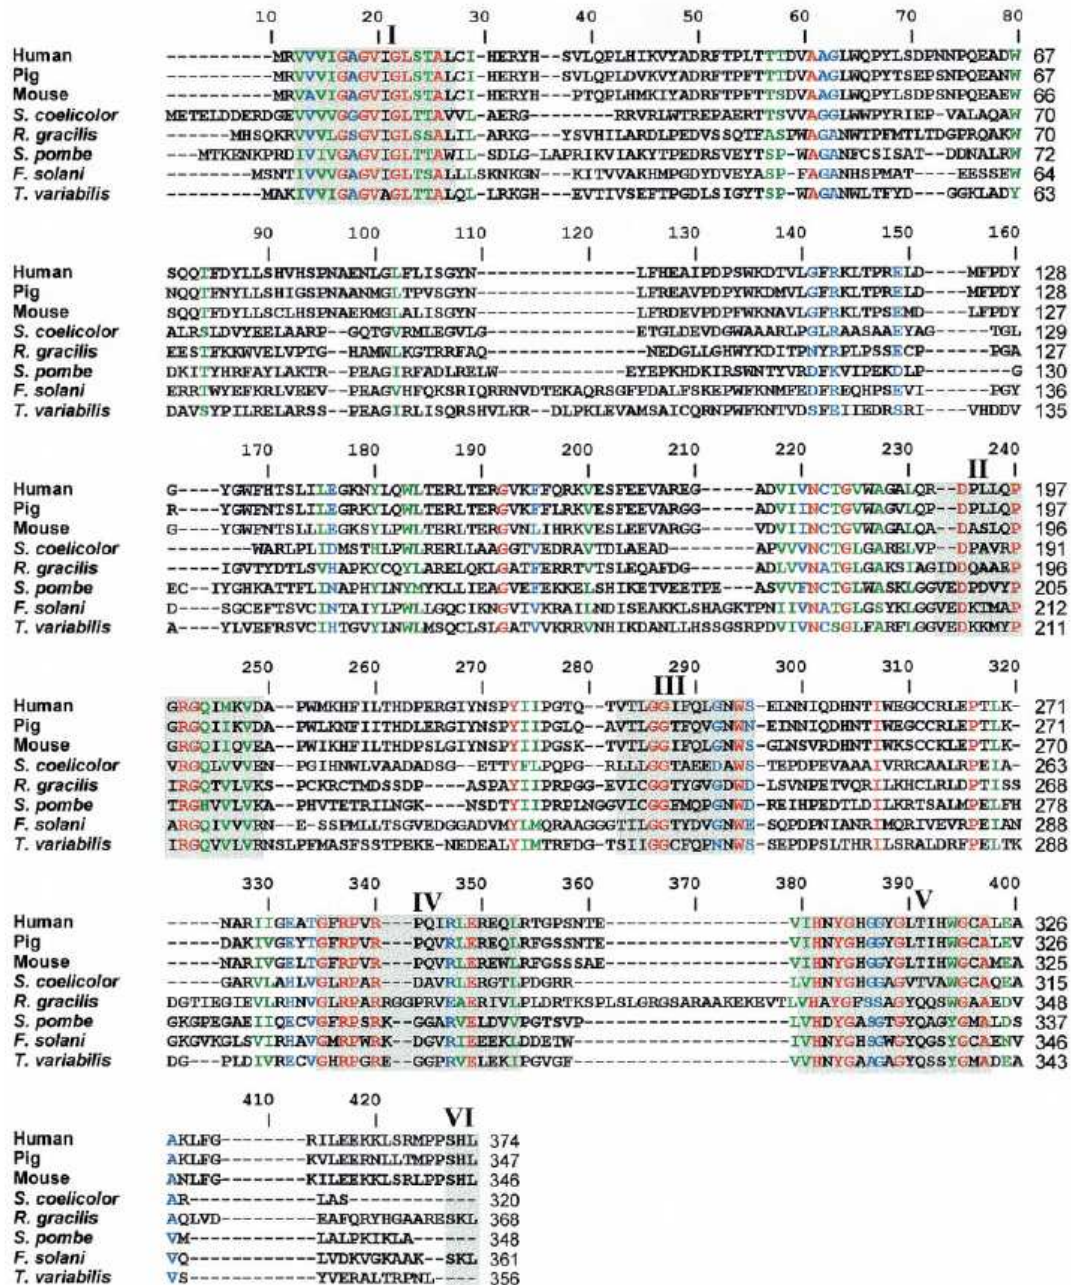 10 20 30 40 50 60 70 80
I
Human ----------MRVVVIGAGVIGLSTALCI-HERYH--SVLQPLHIKVYADRFTPLTTTDVAAGLWQPYLSDPNNPQEADW 67
Pig ----------MRVVVIGAGVIGLSTALCI-HERYH--SVLQPLDVKVYADRFTPFTTTDVAAGLWQPYTSEPSNPQEANW 67
Mouse ----------MRVAVIGAGVIGLSTALCI-HERYH--PTQPLHMKIYADRFTPFTTSDVAAGLWQPYLSDPSNPQEAEW 66
S. coelicolor METELDDERDGEVVVVGGGVIGLTTAVVL-AERG----RRVRLWTREPAERTTSVVAGGLWWPYRIEP-VALAQAW 70
R. gracilis ------MHSQKRVVVLGSGVIGLSSALIL-ARKG---YSVHILARDLPEDVSSQTFASPWAGANWTPFMTLTDGPRQAKW 70
S. pombe ---MTKENKPRDIVIVGAGVIGLTTAWIL-SDLG-LAPRIKVIAKYTPEDRSVEYTSP-WAGANFCSISAT--DDNALRW 72
F. solani --------MSNTIVVVGAGVIGLTSALLLSKNKGN---KITVVAKHMPGDYDVEYASP-FAGANHSPMAT----EESSEW 64
T. variabilis ---------MAKIVVIGAGVAGLTTALQL-LRKGH---EVTIVSEFTPGDLSIGYTSP-WAGANWLTFYD----GGKLADY 63
90 100 110 120 130 140 150 160
Human SQQTFDYLLSHVHSPNAENLGLFLISGYN---------------LFHEAIPDPSWKDTVLGFRKLTPRELD----MFPDY 128
Pig NQQTFNYLLSHIGSPNAANMGLTPVSGYN---------------LFREAVPDPYWKDMVLGFRKLTPRELD----MFPDY 128
Mouse SQQTFDYLLSCLHSPNAEKMGLALISGYN---------------LFRDEVPDPFWKNAVLGFRKLTPSEMD----LFPDY 127
S. coelicolor ALRSLDVYEELAARP---GQTGVRMLEGVLG---------------ETGLDEVDGWAAARLPGLRAASAAEYAG-----TGL 129
R. gracilis EESTFKKWVELVPTG--HAMWLKGTRRFAQ---------------NEDGLLGHWYKDITPNYRPLPSSECP-----PGA 127
S. pombe DKITYHRFAYLAKTR--PEAGIRFADLRELW------------EYEPKHDKIRSWNTYVRDFKVIPEKDLP--------G 130
F. solani ERRTWYEFKRLVEEV--PEAGVHFQKSRIQRRNVDTEKAQRSGFPDALFSKEPWFKNMFEDFREQHPSEVI-----PGY 136
T. variabilis DAVSYPILRELARSS--PEAGIRLISQRSHVLKR--DLPKLEVAMSAICQRNPWFKNTVDSFEIIEDRSRI----VHDDV 135
170 180 190 200 210 220 230 240
II
Human G----YGWFHTSLILEGKNYLQWLTERLTERGVKFFQRKVESFEEVAREG------ADVIVNCTGVWAGALQR--DPLLQP 197
Pig R----YGWFNTSLILEGRKYLQWLTERLTERGVKFFLRKVESFEEVARGG------ADVIINCTGVWAGVLQP--DPLLQP 197
Mouse G----YGWFNTSLLLEGKSYLPWLTERLTERGVNLIHRKVESLEEVARGG------VDVIINCTGVWAGALQA--DASLQP 196
S. coelicolor --------WARLPLIDMSTHLPWLRERLLAAGGTVEDRAVTDLAEAD---------APVVVNCTGLGARELVP--DPAVRP 191
R. gracilis -----IGVTYDTLSVHAPKYCQYLARELQKLGATFERRTVTSLEQAFDG-------ADLVVNATGLGAKSIAGIDDQAAEP 196
S. pombe EC--IYGHKATTFLINAPHYLNYMYKLLIEAGVEFEKKELSHIKETVEETPE----ASVVFNCTGLWASKLGGVEDPDVYP 205
F. solani D-----SGCEFTSVCINTAIYLPWLLGQCIKNGVIVKRAILNDISEAKKLSHAGKTPNIIVNATGLGSYKLGGVEDKTMAP 212
T. variabilis A----YLVEFRSVCIHTGVYLNWLMSQCLSLGATVVKRRVNHIKDANLLHSSGSRPDVIVNCSGLFARFLGGVEDKKMYP 211
250 260 270 280 290 300 310 320
III
Human GRGQIMKVDA--PWMKHFILTHDPERGIYNSPYIIPGTQ--TVTLGGIFQLGNWSE-LNNIQDHNTIWEGCCRLEPTLK- 271
Pig GRGQIIKVDA--PWLKNFIITHDLERGIYNSPYIIPGLQ-AVTLGGTFQVGNWNE-INNIQDHNTIWEGCCRLEPTLK- 271
Mouse GRGQIIQVEA--PWIKHFILTHDPSLGIYNSPYIIPGSK--TVTLGGIFQLGNWSG-LNSVRDHNTIWKSCCKLEPTLK- 270
S. coelicolor VRGQLVVVEN--PGIHNWLVAADADSG--ETTYFLPQPG-RLLLGGTAEEDAWSTEPDPEVAAAIVRRCAALRPEIA- 263
R. gracilis IRGQTVLVKS--PCKRCTMDSSDP----ASPAYIIPRPGG-EVICGGTYGVGDWD-LSVNPETVQRILKHCLRLDPTISS 268
S. pombe TRGHVVLVKA--PHVTETRILNGK----NSDTYIIPRPLNGGVICGGFMQPGNWD-REIHPEDTLDILKRTSALMPELFH 278
F. solani ARGQIVVVRN--E-SSPMLLTSGVEDGGADVMYLMQRAAGGGTILGGTYDVGNWE-SQPDPNIANRIMQRIVEVRPEIAN 288
T. variabilis IRGQVVLVRNSLPFMASFSSTPEKE-NEDEALYIMTRFDG-TSIIGGCFQPNNWS-SEPDPSLTHRILSRALDRFPELTK 288
330 340 350 360 370 380 390 400
IV V
Human NARIIGEATGFRPVR---PQIRLEREQLRTGPSNTE--------------------VIHNYGHGGYGLTIHWGCALEA 326
Pig DAKIVGEYTGFRPVR---PQVRLEREQLRFGSSNTE--------------------VIHNYGHGGYGLTIHWGCALEV 326
Mouse NARIVGELTGFRPVR---PQVRLEREWLRFGSSSAE--------------------VIHNYGHGGYGLTIHWGCAMEA 325
S. coelicolor GARVLAHLVGLRPAR---DAVRLERGTLPDGRR-----------------------LVHNYGHGGAGVTVAWGCAQEA 315
R. gracilis DGTIEGIEVLRHNVGLRPARRGGPRVEAERIVLPLDRTKSPLSLGRGSARAAKEKEVTLVHAYGFSSAGYQQSWGAAEDV 348
S. pombe GKGPEGAEIIQECVGFRPSRK--GGARVELDVVPGTSVP------------------LVHDYGASGTGYQAGYGMALDS 337
F. solani GKGVKGLSVIRHAVGMRPWRK--DGVRIEEEKLDDETW-------------------IVHNYGHSGWGYQGSYGCAENV 346
T. variabilis DG--PLDIVRECVGHRPGRE--GGPRVELEKIPGVGF--------------------VVHNYGAAGAGYQSSYGMADEA 343
410 420
VI
Human AKLFG---------RILEEKKLSRMPPSHL 374
Pig AKLFG---------KVLEERNLLTMPPSHL 347
Mouse ANLFG---------KILEEKKLSRLPPSHL 346
S. coelicolor AR------------LAS------------ 320
R. gracilis AQLVD---------EAFQRYHGAARESKL 368
S. pombe VM------------LALPKIKLA------ 348
F. solani VQ------------LVDKVGKAAK--SKL 361
T. variabilis VS------------YVERALTRPNL---- 356